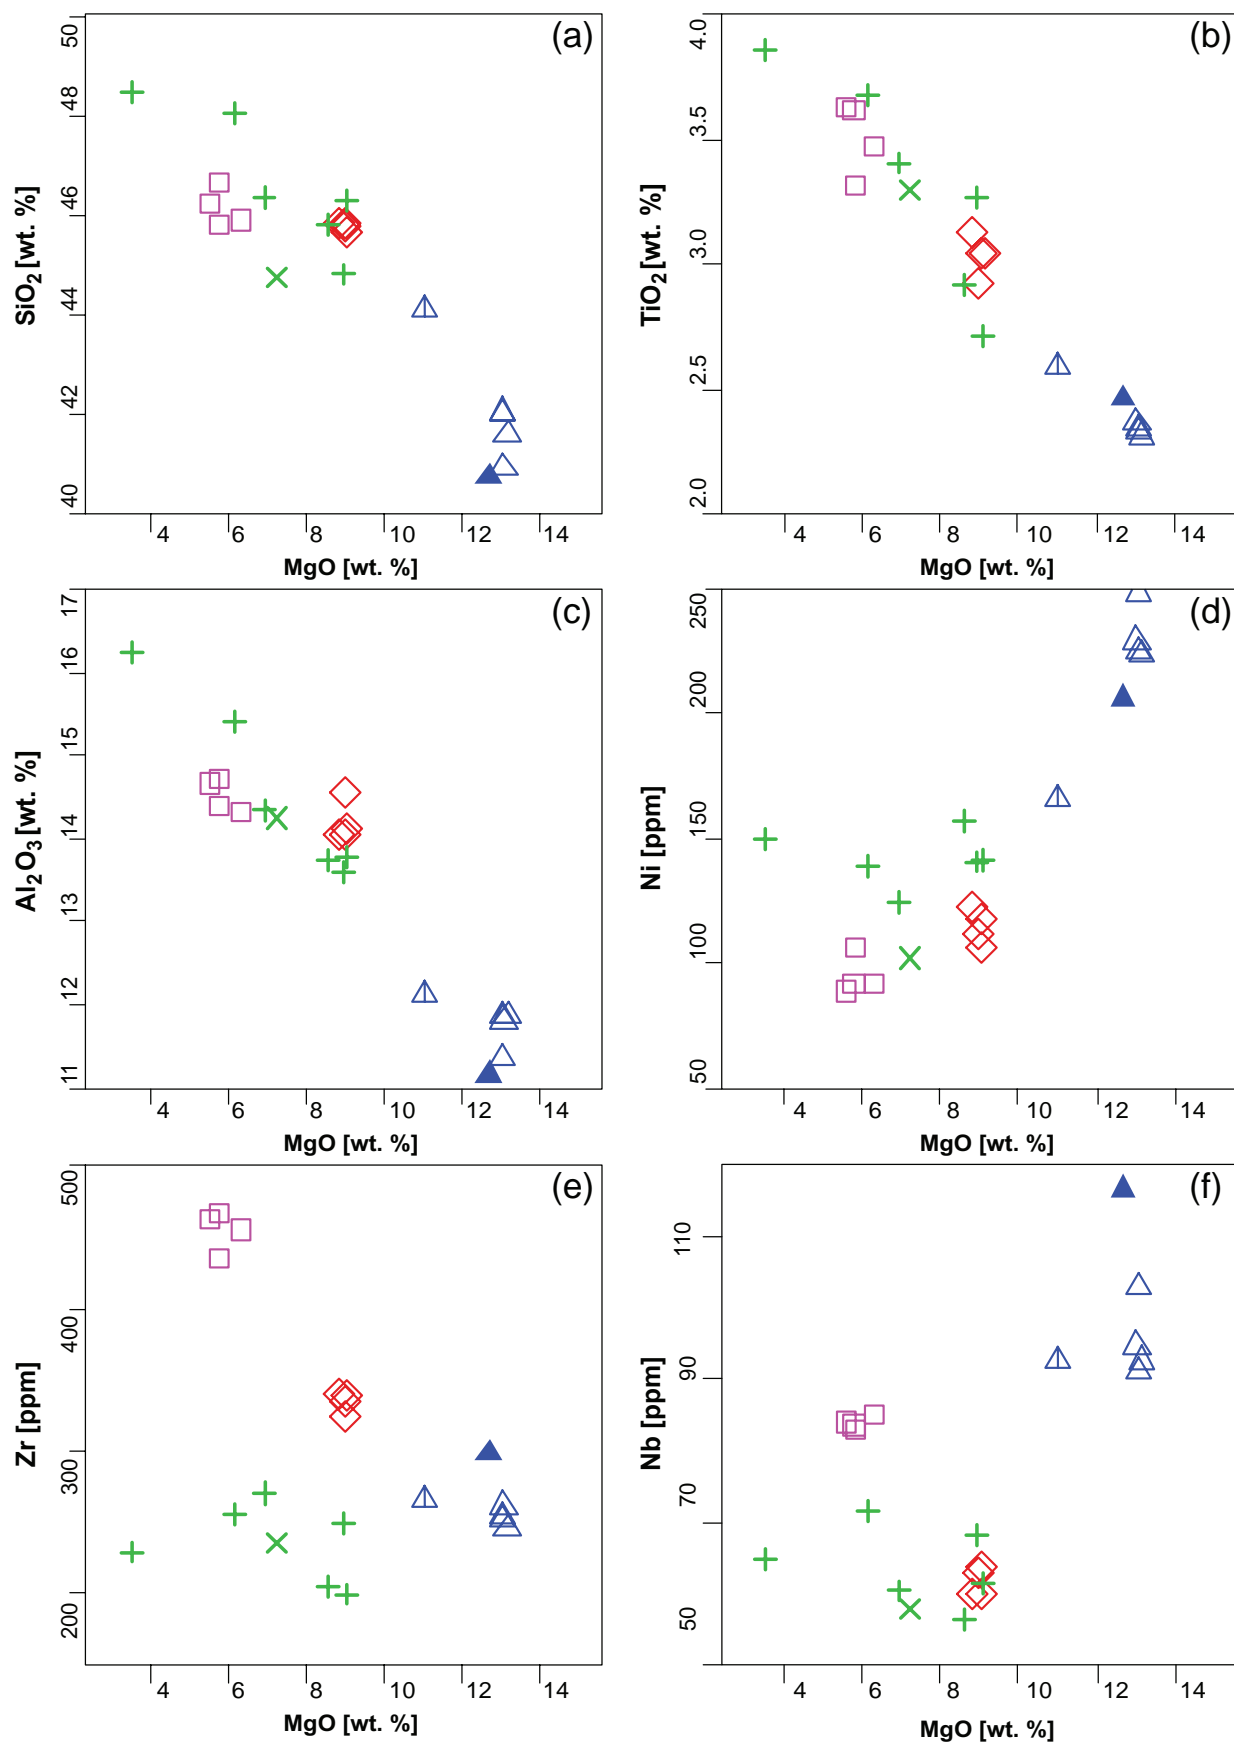 (a)
50
48
46
44
42
40
SiO₂ [wt. %]
4 6 8 10 12 14
MgO [wt. %]
(b)
4.0
3.5
3.0
2.5
2.0
TiO₂ [wt. %]
4 6 8 10 12 14
MgO [wt. %]
(c)
17
16
15
14
13
12
11
Al₂O₃ [wt. %]
4 6 8 10 12 14
MgO [wt. %]
(d)
250
200
150
100
50
Ni [ppm]
4 6 8 10 12 14
MgO [wt. %]
(e)
500
400
300
200
Zr [ppm]
4 6 8 10 12 14
MgO [wt. %]
(f)
110
90
70
50
Nb [ppm]
4 6 8 10 12 14
MgO [wt. %]